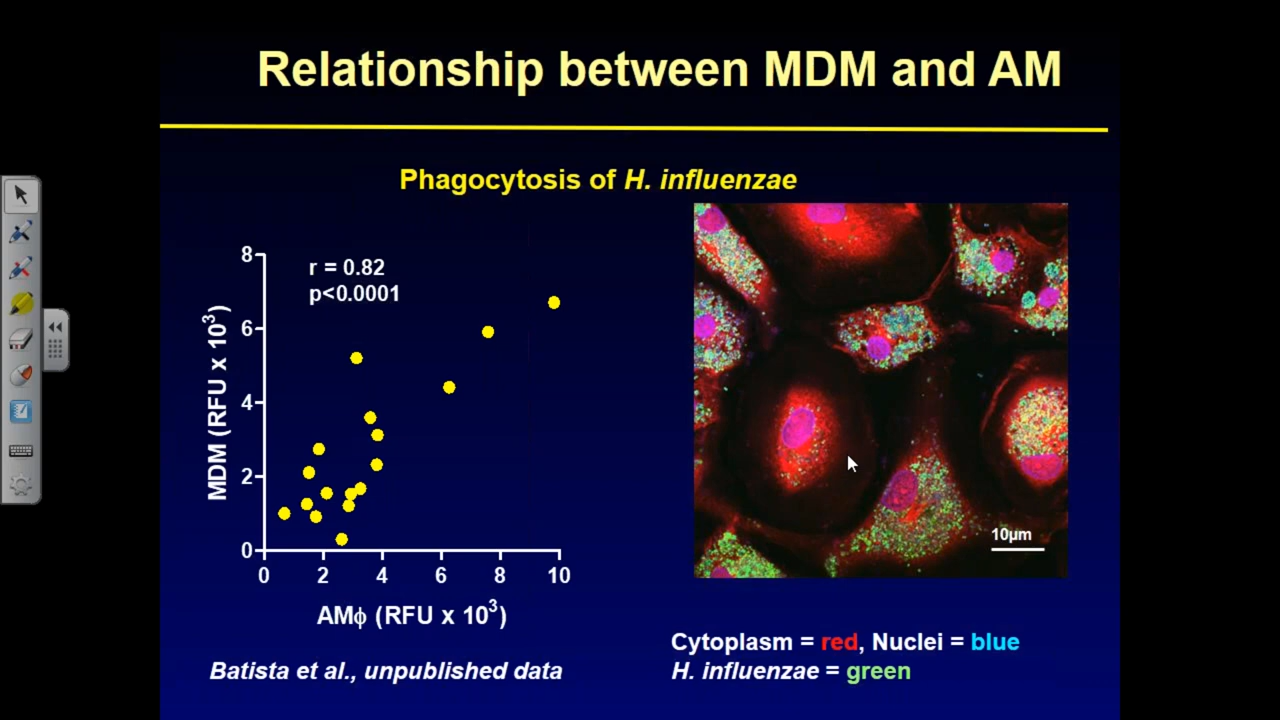 Relationship between MDM and AM
Phagocytosis of H. influenzae
r = 0.82
p<0.0001
8
6
4
2
0
MDM (RFU x 10³)
0 2 4 6 8 10
AMϕ (RFU x 10³)
10µm
Cytoplasm = red, Nuclei = blue
H. influenzae = green
Batista et al., unpublished data